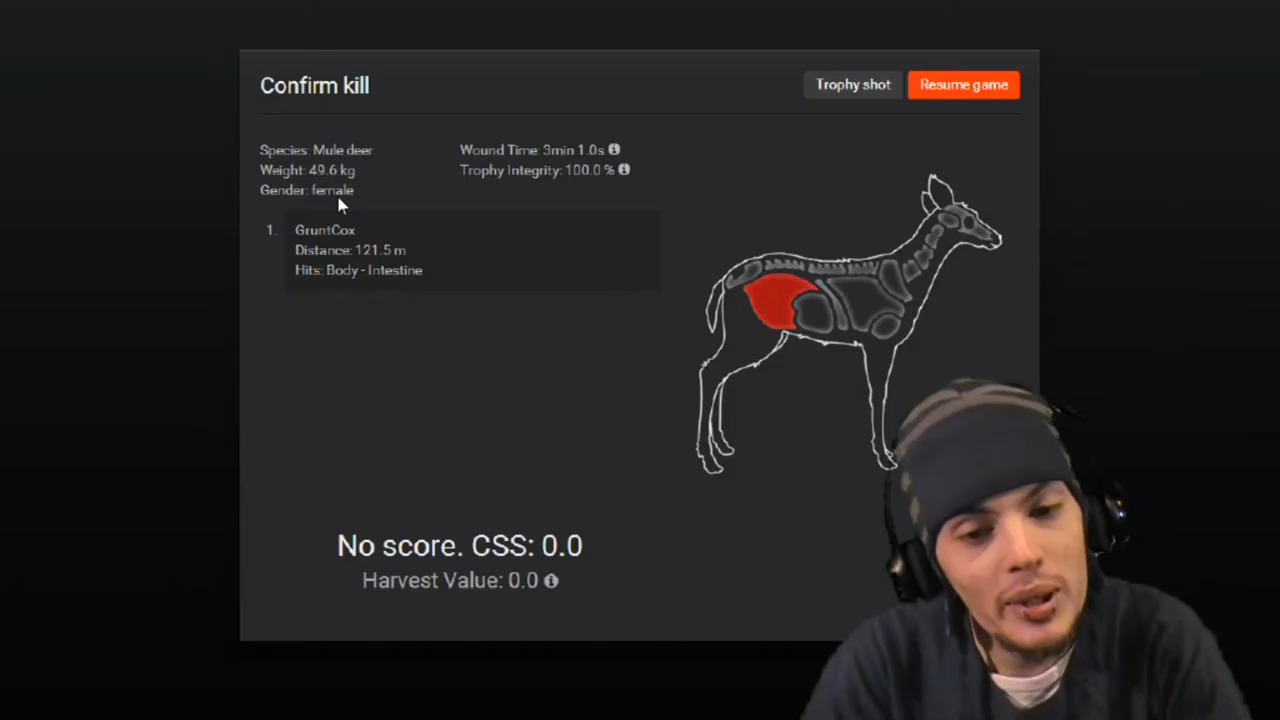 Confirm kill
Trophy shot
Resume game
Species: Mule deer
Weight: 49.6 kg
Gender: female
Wound Time: 3min 1.0s
Trophy Integrity: 100.0 %
1.
GruntCox
Distance: 121.5 m
Hits: Body - Intestine
No score. CSS: 0.0
Harvest Value: 0.0